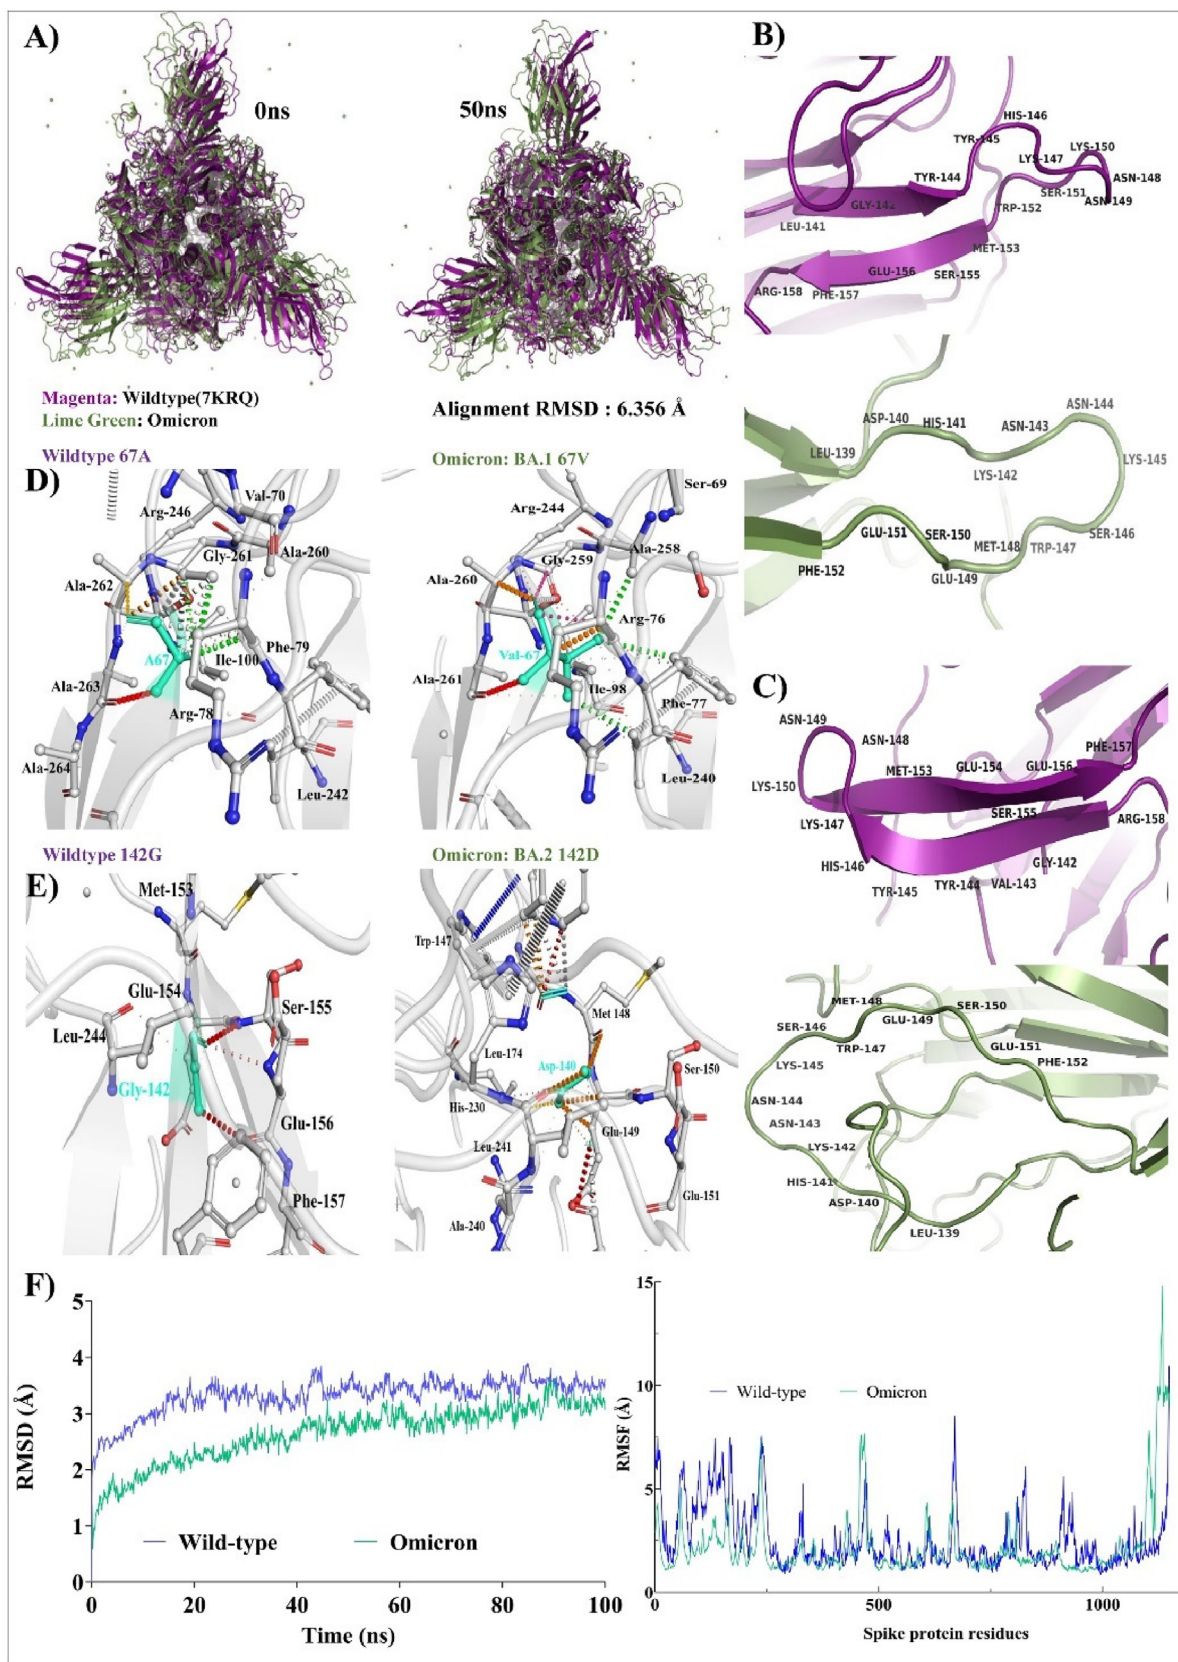 A)
0ns
50ns
Magenta: Wildtype(7KRQ)
Lime Green: Omicron
Alignment RMSD : 6.356 Å
B)
HIS-146
TYR-145
LYS-150
LYS-147
TYR-144
ASN-148
SER-151
ASN-149
GLY-142
TRP-152
LEU-141
MET-153
GLU-156
SER-155
ARG-158
PHE-157
ASN-144
ASP-140
HIS-141
ASN-143
LEU-139
LYS-145
LYS-142
GLU-151
SER-150
SER-146
MET-148
TRP-147
PHE-152
GLU-149
C)
ASN-149
ASN-148
PHE-157
MET-153
GLU-154
GLU-156
LYS-150
SER-155
LYS-147
ARG-158
HIS-146
GLY-142
TYR-145
TYR-144
VAL-143
MET-148
SER-150
GLU-149
SER-146
TRP-147
GLU-151
LYS-145
PHE-152
ASN-144
ASN-143
LYS-142
HIS-141
ASP-140
LEU-139
Wildtype 67A
Omicron: BA.1 67V
D)
Val-70
Arg-246
Gly-261
Ala-260
Ala-262
A67
Phe-79
Ile-100
Ala-263
Arg-78
Ala-264
Leu-242
Ser-69
Arg-244
Ala-258
Gly-259
Ala-260
Arg-76
Val-67
Ala-261
Ile-98
Phe-77
Leu-240
Wildtype 142G
Omicron: BA.2 142D
E)
Met-153
Glu-154
Ser-155
Leu-244
Gly-142
Glu-156
Phe-157
Trp-147
Met 148
Leu-174
Asp-140
Ser-150
His-230
Glu-149
Leu-241
Glu-151
Ala-240
F)
5
4
3
2
1
0
RMSD (Å)
Wild-type
Omicron
0
20
40
60
80
100
Time (ns)
15
10
5
0
RMSF (Å)
Wild-type
Omicron
0
500
1000
Spike protein residues